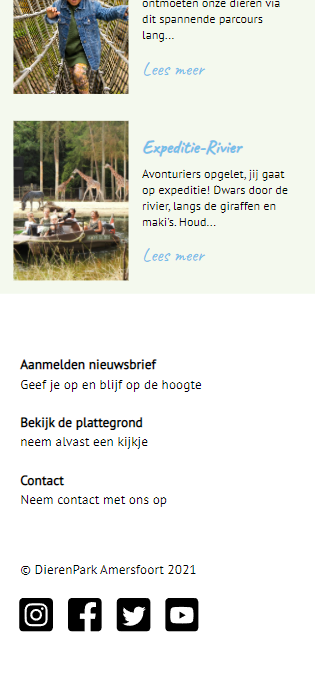 ontmoeten onze dieren via
dit spannende parcours
lang...
Lees meer
Expeditie-Rivier
Avonturiers opgelet, jij gaat
op expeditie! Dwars door de
rivier, langs de giraffen en
maki's. Houd...
Lees meer
Aanmelden nieuwsbrief
Geef je op en blijf op de hoogte
Bekijk de plattegrond
neem alvast een kijkje
Contact
Neem contact met ons op
© DierenPark Amersfoort 2021